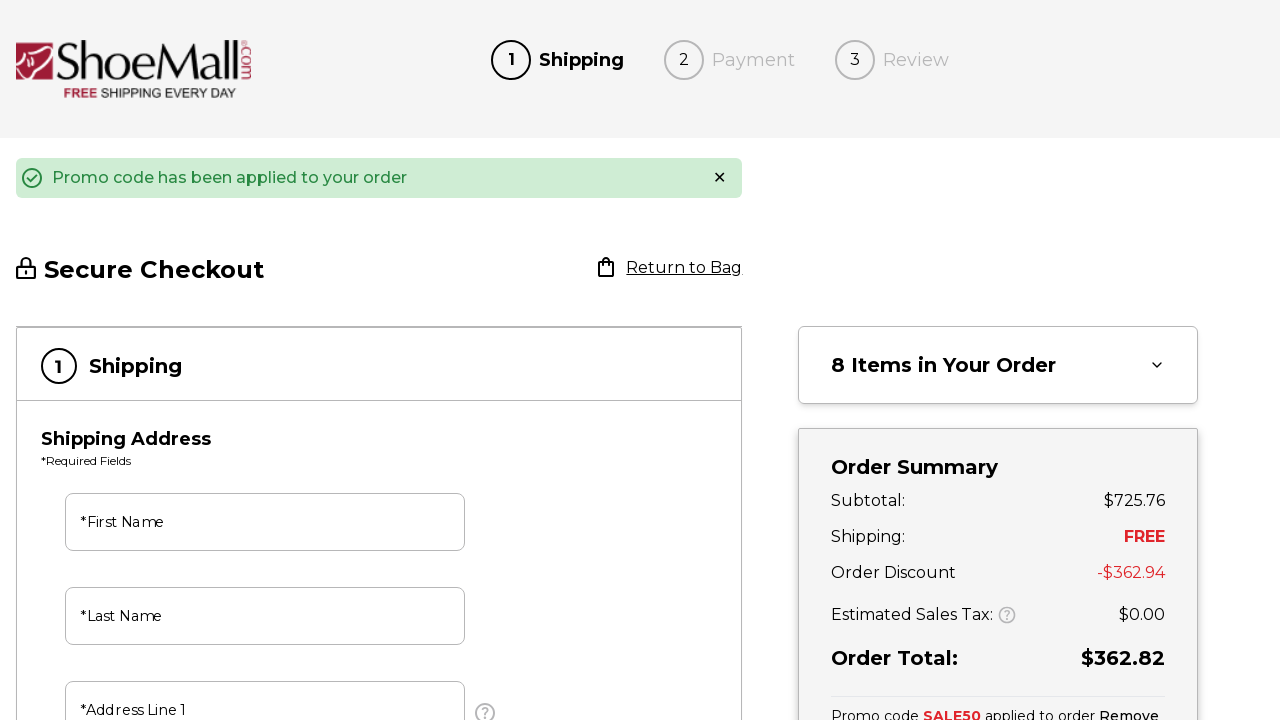 ShoeMall.com
FREE SHIPPING EVERY DAY
1 Shipping
2 Payment
3 Review
Promo code has been applied to your order ×
Secure Checkout
Return to Bag
1 Shipping
Shipping Address
*Required Fields
*First Name
*Last Name
*Address Line 1
?
8 Items in Your Order
Order Summary
Subtotal: $725.76
Shipping: FREE
Order Discount -$362.94
Estimated Sales Tax: ? $0.00
Order Total: $362.82
Promo code SALE50 applied to order Remove